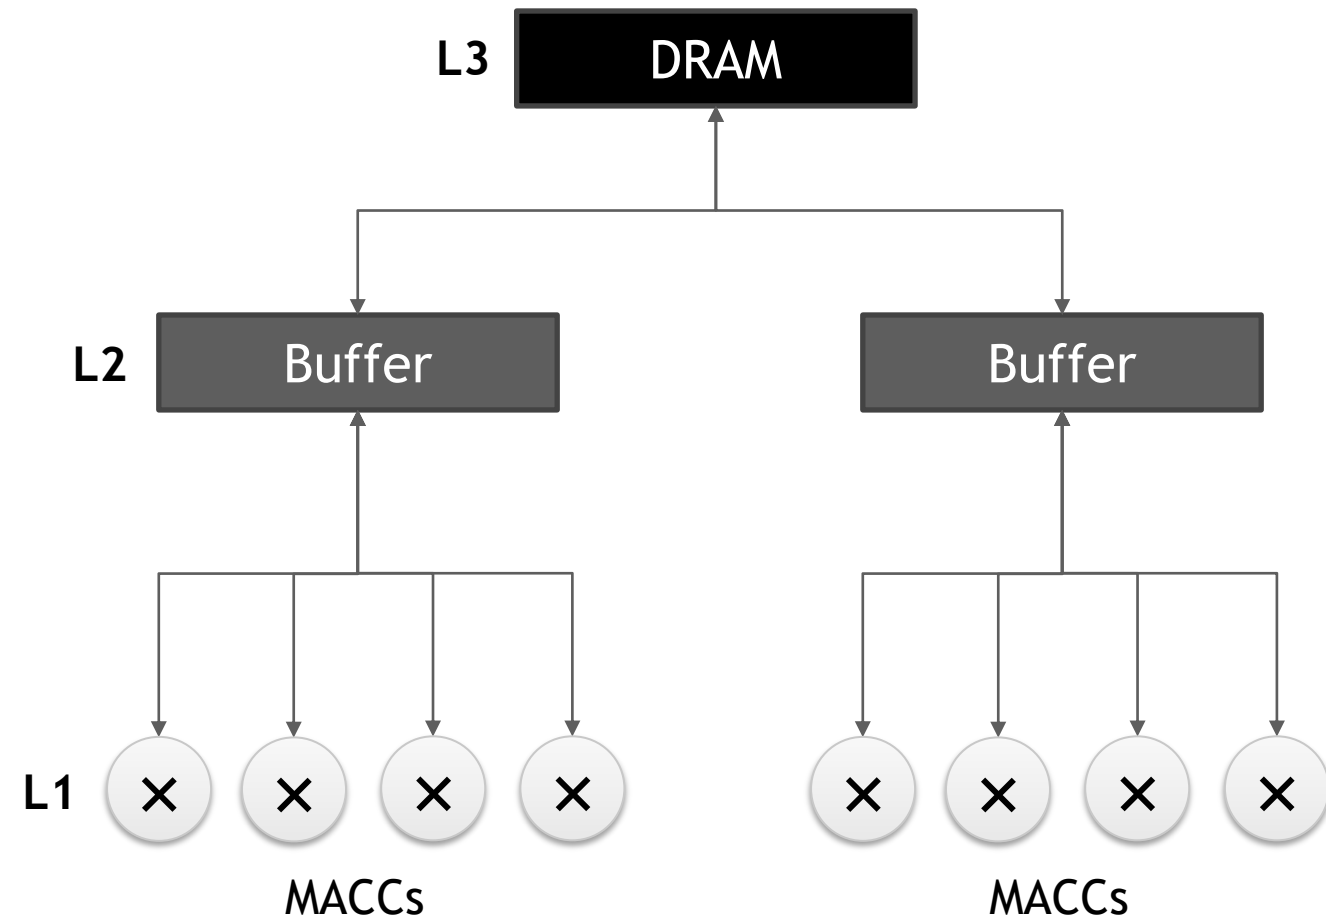 L3 DRAM
L2 Buffer Buffer
L1 × × × × × × × ×
MACCs MACCs